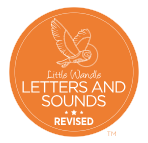 Little Wandle
LETTERS AND
SOUNDS
REVISED
TM